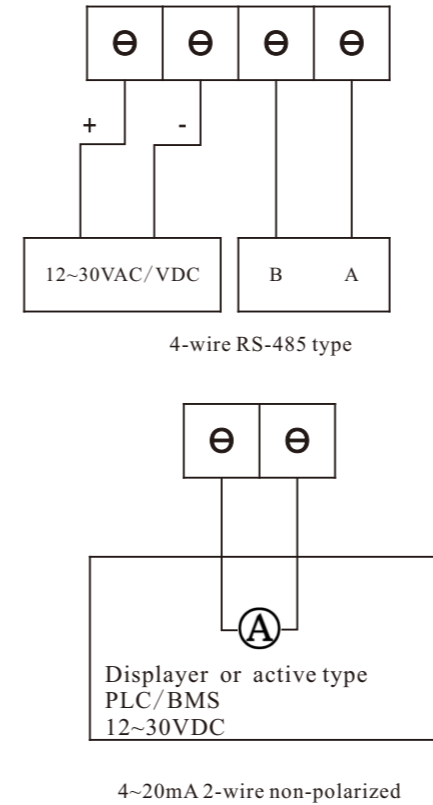 + -
12~30VAC/VDC B A
4-wire RS-485 type
A
Displayer or active type
PLC/BMS
12~30VDC
4~20mA 2-wire non-polarized